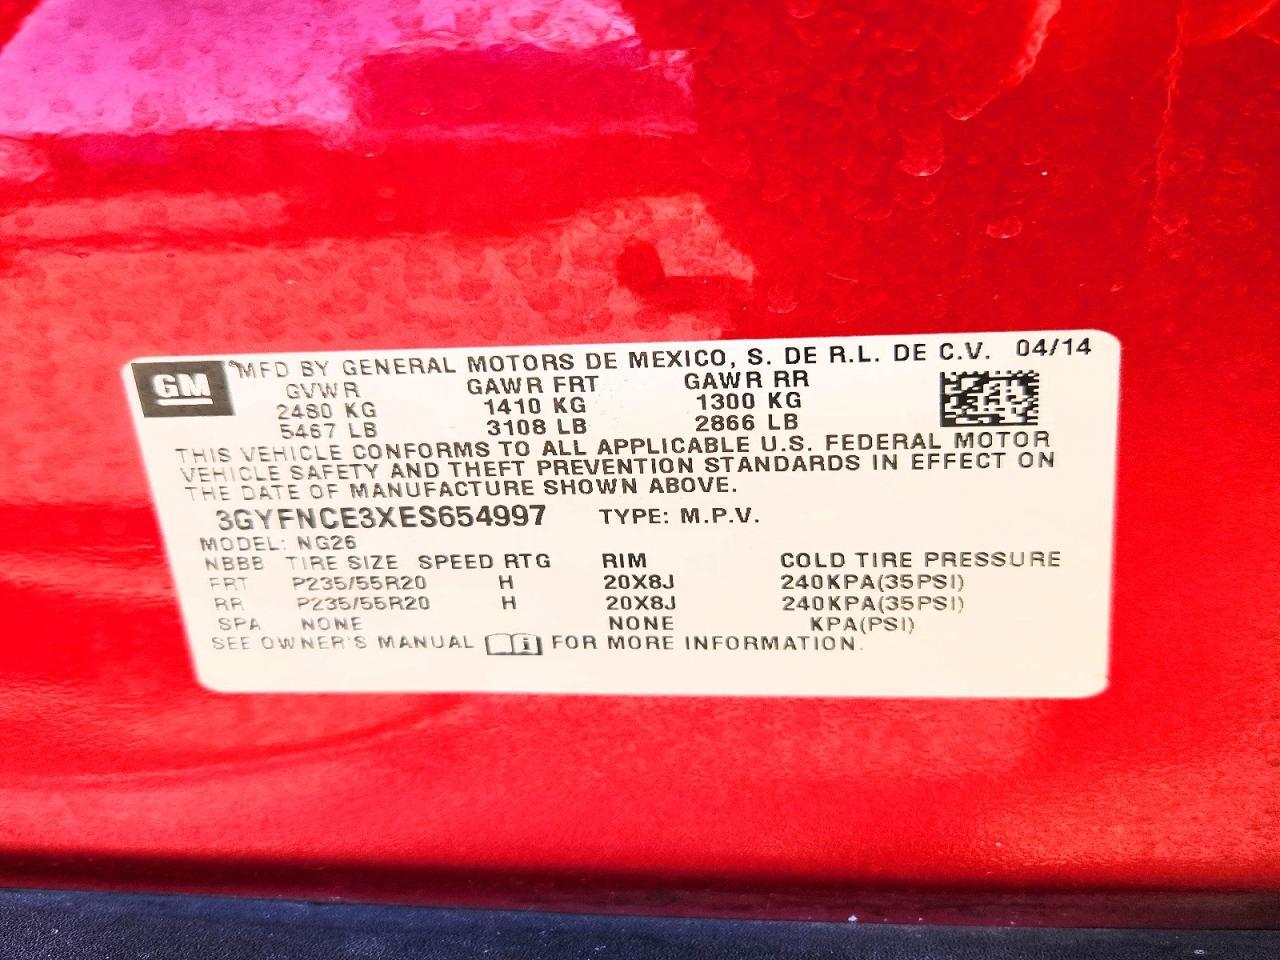 GM MFD BY GENERAL MOTORS DE MEXICO, S. DE R.L. DE C.V. 04/14
GVWR GAWR FRT GAWR RR
2480 KG 1410 KG 1300 KG
5467 LB 3108 LB 2866 LB
THIS VEHICLE CONFORMS TO ALL APPLICABLE U.S. FEDERAL MOTOR
VEHICLE SAFETY AND THEFT PREVENTION STANDARDS IN EFFECT ON
THE DATE OF MANUFACTURE SHOWN ABOVE.
3GYFNCE3XES654997 TYPE: M.P.V.
MODEL: NG26
NBBB TIRE SIZE SPEED RTG RIM COLD TIRE PRESSURE
FRT P235/55R20 H 20X8J 240KPA(35PSI)
RR P235/55R20 H 20X8J 240KPA(35PSI)
SPA NONE NONE KPA(PSI)
SEE OWNER'S MANUAL FOR MORE INFORMATION.